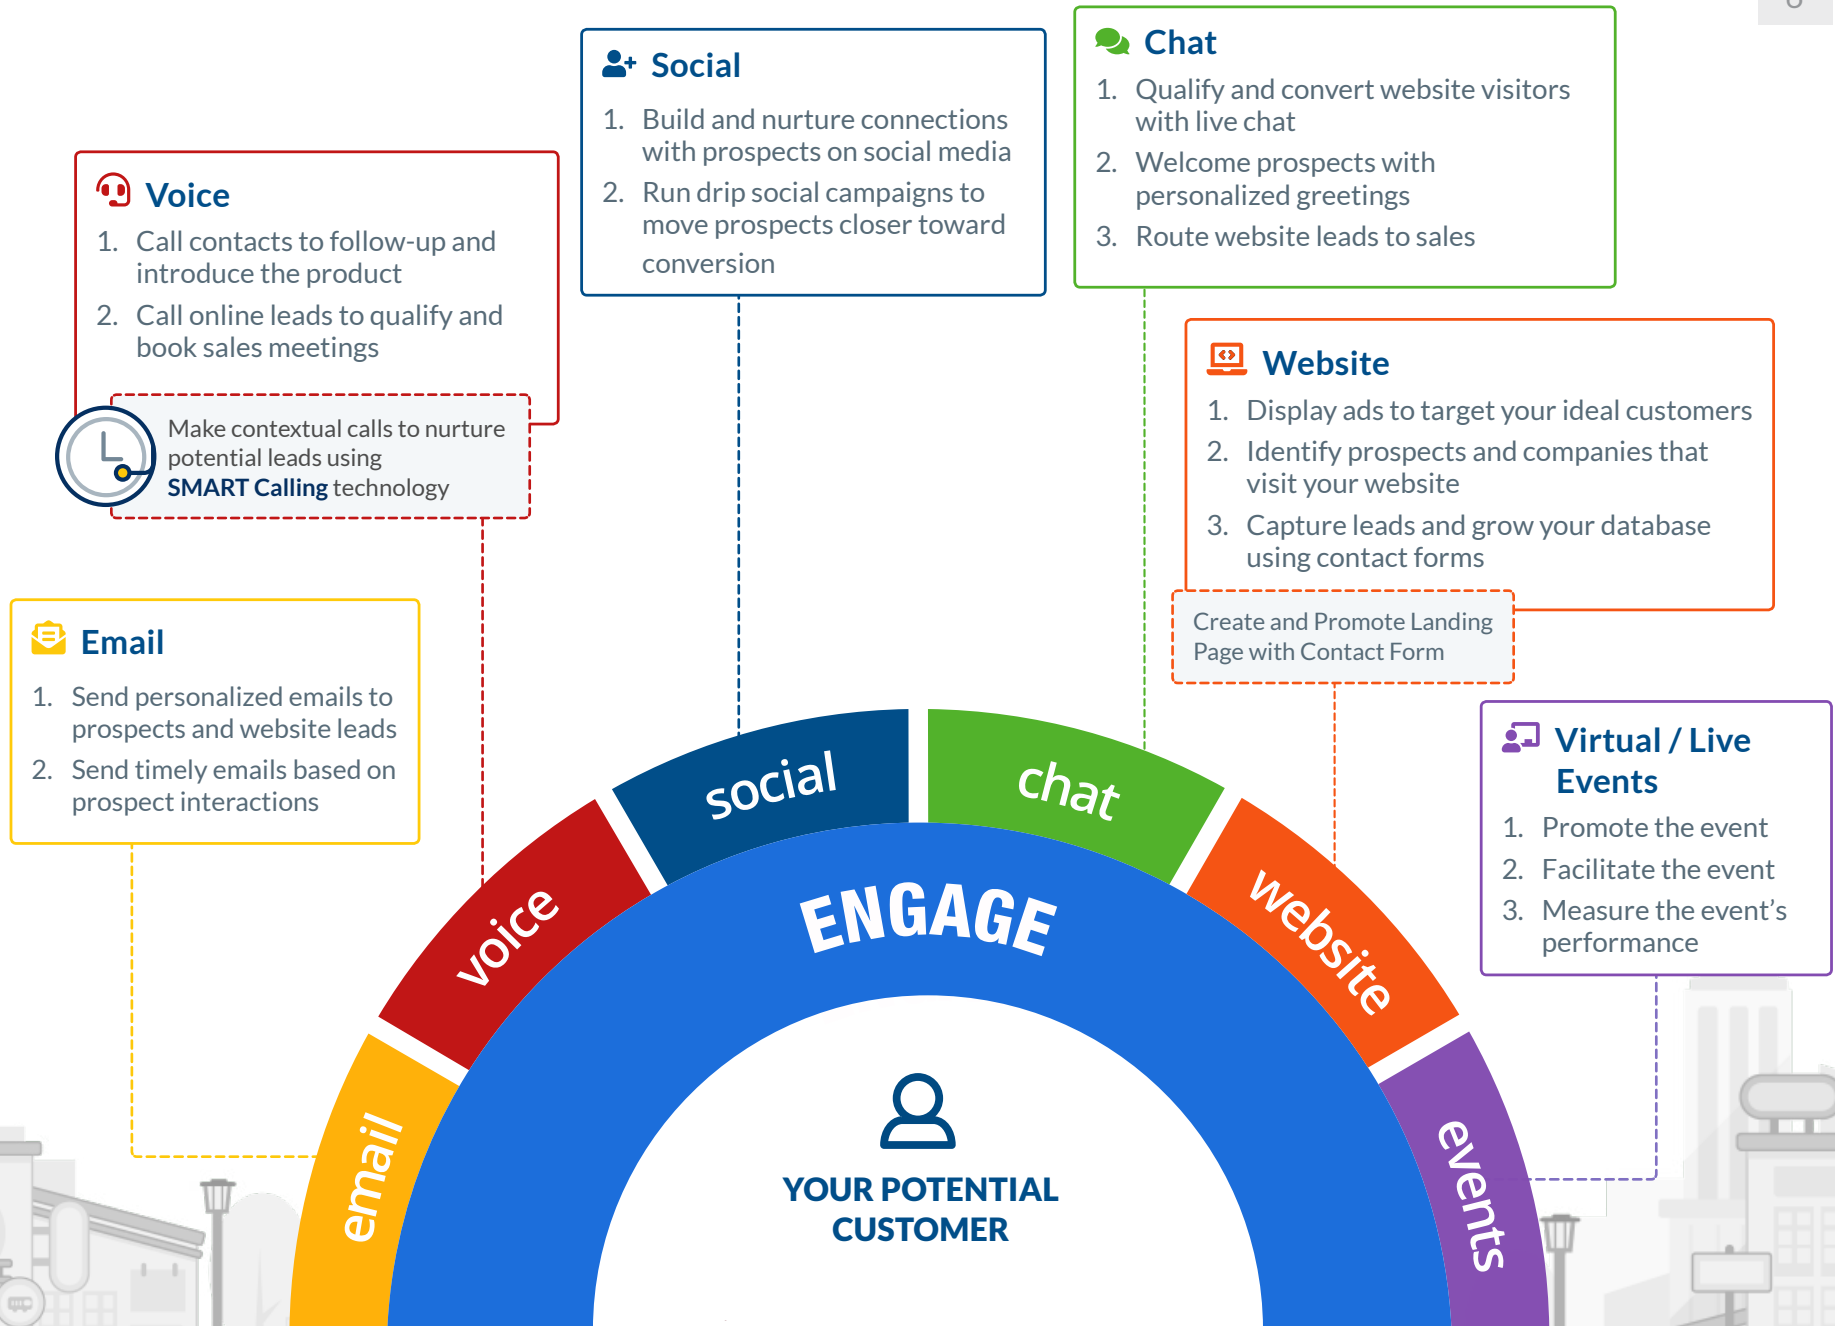 Social
1. Build and nurture connections
with prospects on social media
2. Run drip social campaigns to
move prospects closer toward
conversion
Chat
1. Qualify and convert website visitors
with live chat
2. Welcome prospects with
personalized greetings
3. Route website leads to sales
Voice
1. Call contacts to follow-up and
introduce the product
2. Call online leads to qualify and
book sales meetings
Make contextual calls to nurture
potential leads using
SMART Calling technology
Website
1. Display ads to target your ideal customers
2. Identify prospects and companies that
visit your website
3. Capture leads and grow your database
using contact forms
Create and Promote Landing
Page with Contact Form
Email
1. Send personalized emails to
prospects and website leads
2. Send timely emails based on
prospect interactions
Virtual / Live
Events
1. Promote the event
2. Facilitate the event
3. Measure the event's
performance
email
voice
social
chat
website
events
ENGAGE
YOUR POTENTIAL
CUSTOMER